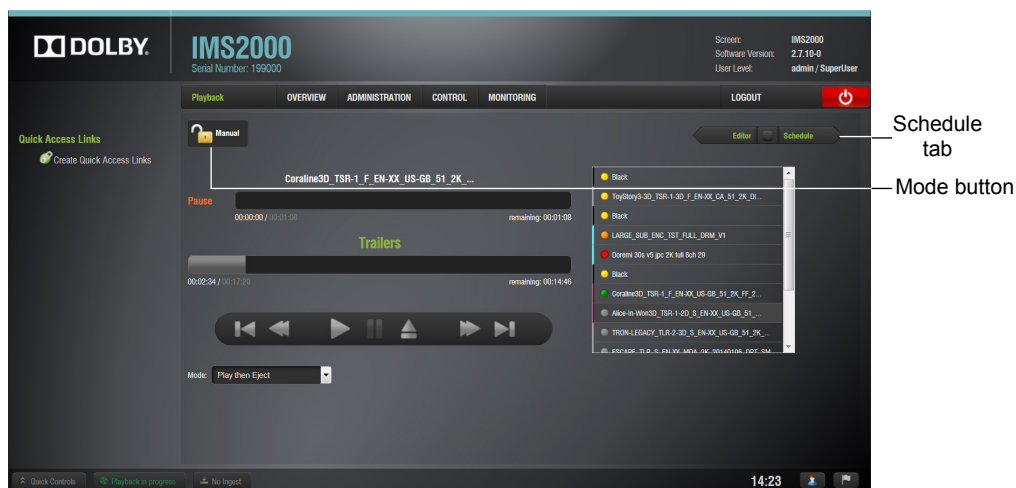 DOLBY.
IMS2000
Serial Number: 199000
Screen: IMS2000
Software Version: 2.7.10-0
User Level: admin / SuperUser
Playback OVERVIEW ADMINISTRATION CONTROL MONITORING LOGOUT
Quick Access Links
Create Quick Access Links
Manual
Editor Schedule
Schedule tab
Mode button
Coraline3D_TSR-1_F_EN-XX_US-GB_51_2K_...
Pause
00:00:00 / 00:01:08 remaining: 00:01:08
Trailers
00:02:34 / 00:17:20 remaining: 00:14:46
Mode: Play then Eject
Black
ToyStory3-3D_TSR-1-3D_F_EN-XX_CA_51_2K_DI...
Black
LARGE_SUB_ENC_TST_FULL_DRM_V1
Doremi 30s v5 jpc 2K full 8ch 29
Black
Coraline3D_TSR-1_F_EN-XX_US-GB_51_2K_FF_2...
Alice-in-Won3D_TSR-1-2D_S_EN-XX_US-GB_51_...
TRON-LEGACY_TLR-2-3D_S_EN-XX_US-GB_51_2K_...
ESCAPE_TLR_S_EN-XX_MDA_2K_20140106_DPT_SM
Quick Controls Playback in progress No Ingest 14:23